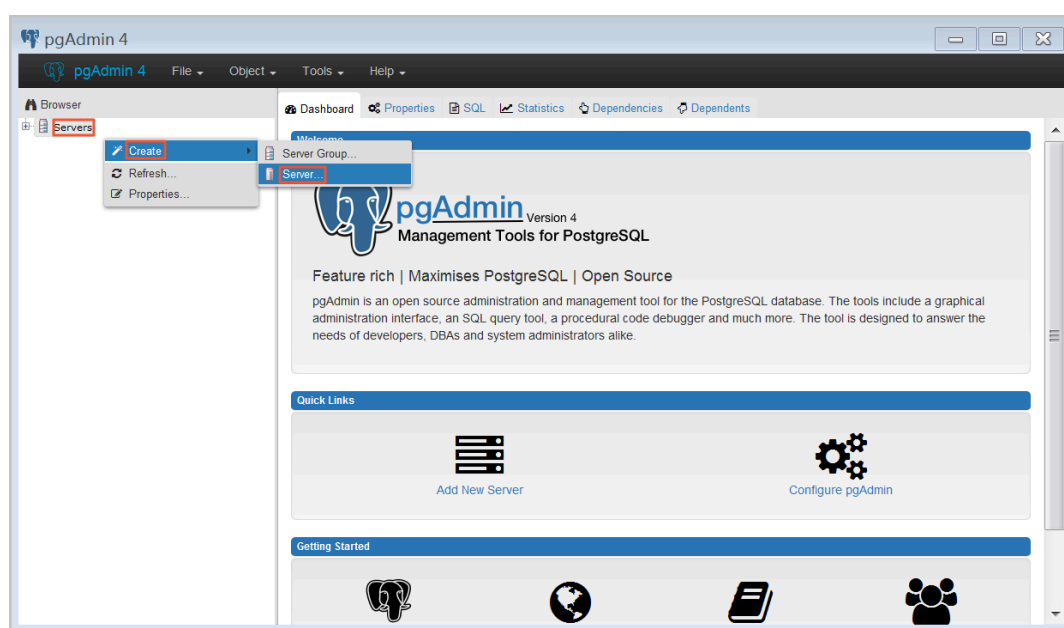 pgAdmin 4
pgAdmin 4 File Object Tools Help
Browser
Dashboard Properties SQL Statistics Dependencies Dependents
Servers
Welcome
Create
Server Group...
Refresh...
Server...
Properties...
pgAdmin Version 4
Management Tools for PostgreSQL
Feature rich | Maximises PostgreSQL | Open Source
pgAdmin is an open source administration and management tool for the PostgreSQL database. The tools include a graphical
administration interface, an SQL query tool, a procedural code debugger and much more. The tool is designed to answer the
needs of developers, DBAs and system administrators alike.
Quick Links
Add New Server
Configure pgAdmin
Getting Started